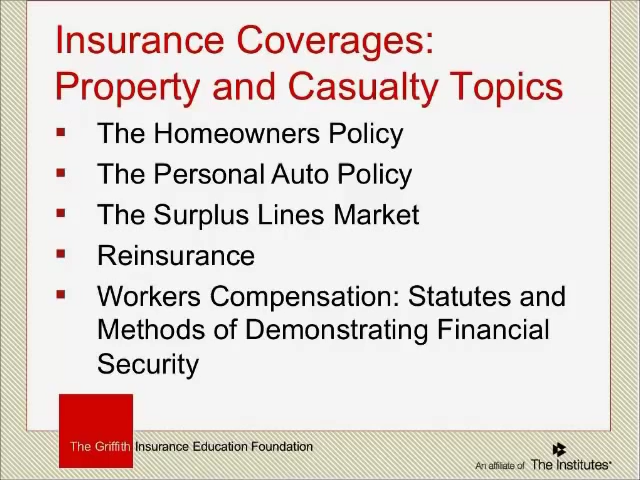 Insurance Coverages:
Property and Casualty Topics
▪ The Homeowners Policy
▪ The Personal Auto Policy
▪ The Surplus Lines Market
▪ Reinsurance
▪ Workers Compensation: Statutes and
Methods of Demonstrating Financial
Security
The Griffith Insurance Education Foundation
An affiliate of The Institutes